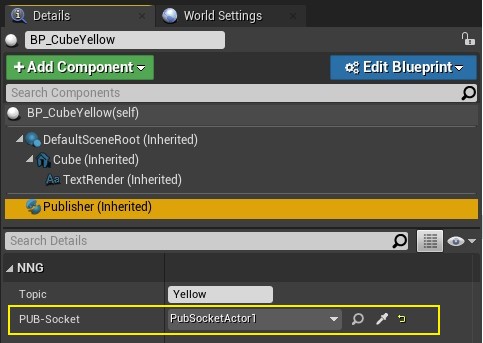 Details
World Settings
BP_CubeYellow
+ Add Component
Edit Blueprint
Search Components
BP_CubeYellow(self)
DefaultSceneRoot (Inherited)
Cube (Inherited)
Aa TextRender (Inherited)
Publisher (Inherited)
Search Details
NNG
Topic Yellow
PUB-Socket PubSocketActor1